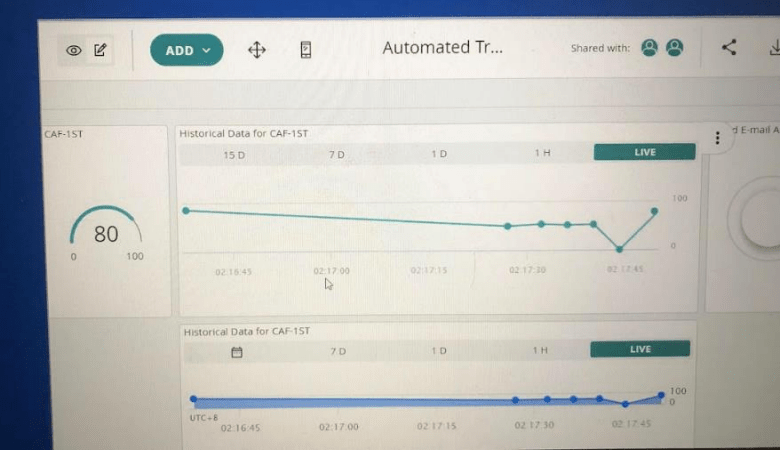 ADD
Automated Tr...
Shared with:
CAF-1ST
Historical Data for CAF-1ST
d E-mail A
15 D 7 D 1 D 1 H LIVE
100
80
0 100
0
02:16:45 02:17:00 02:17:15 02:17:30 02:17:45
Historical Data for CAF-1ST
7 D 1 D 1 H LIVE
100
0
UTC+8
02:16:45 02:17:00 02:17:15 02:17:30 02:17:45